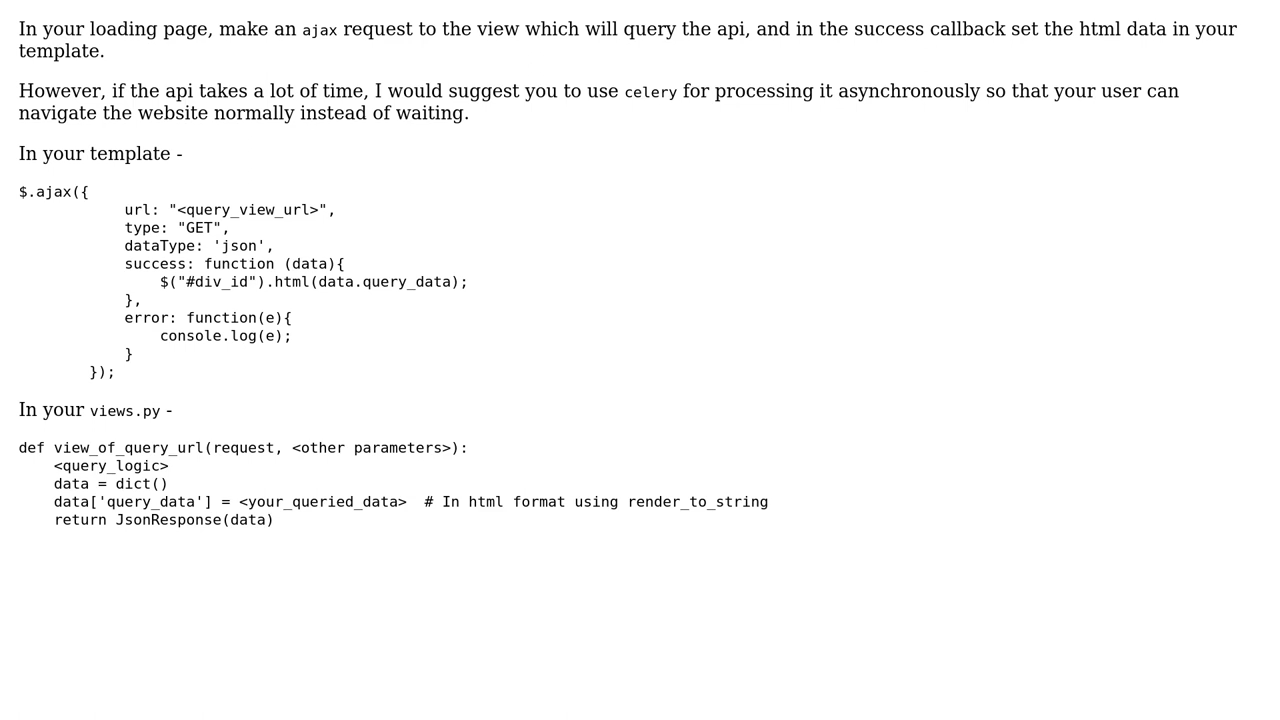 In your loading page, make an ajax request to the view which will query the api, and in the success callback set the html data in your
template.
However, if the api takes a lot of time, I would suggest you to use celery for processing it asynchronously so that your user can
navigate the website normally instead of waiting.
In your template -
$.ajax({
            url: "<query_view_url>",
            type: "GET",
            dataType: 'json',
            success: function (data){
                $("#div_id").html(data.query_data);
            },
            error: function(e){
                console.log(e);
            }
        });
In your views.py -
def view_of_query_url(request, <other parameters>):
    <query_logic>
    data = dict()
    data['query_data'] = <your_queried_data>  # In html format using render_to_string
    return JsonResponse(data)